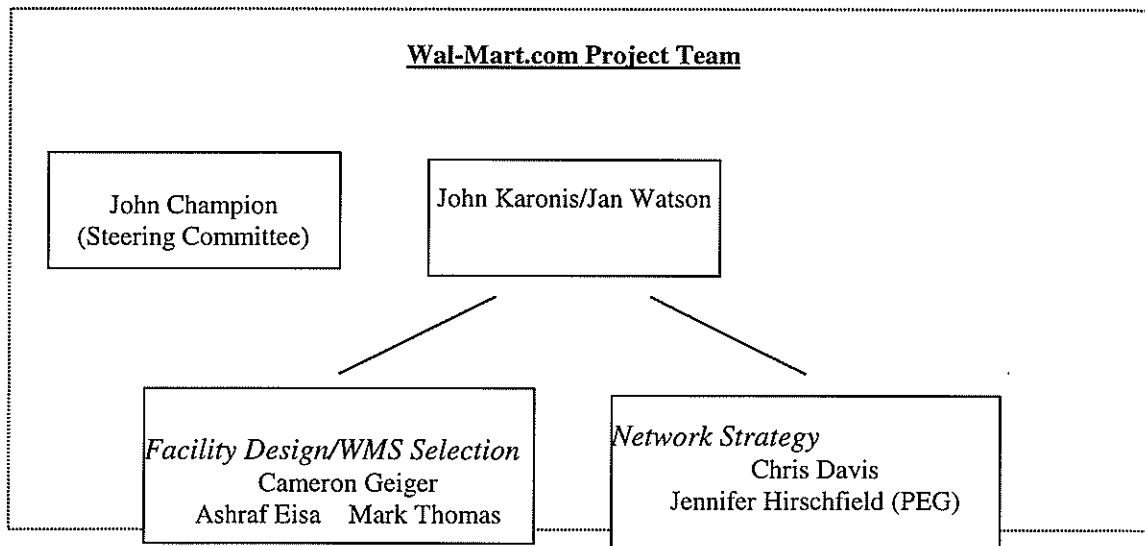 Wal-Mart.com Project Team
John Champion
(Steering Committee)
John Karonis/Jan Watson
Facility Design/WMS Selection
Cameron Geiger
Ashraf Eisa Mark Thomas
Network Strategy
Chris Davis
Jennifer Hirschfield (PEG)